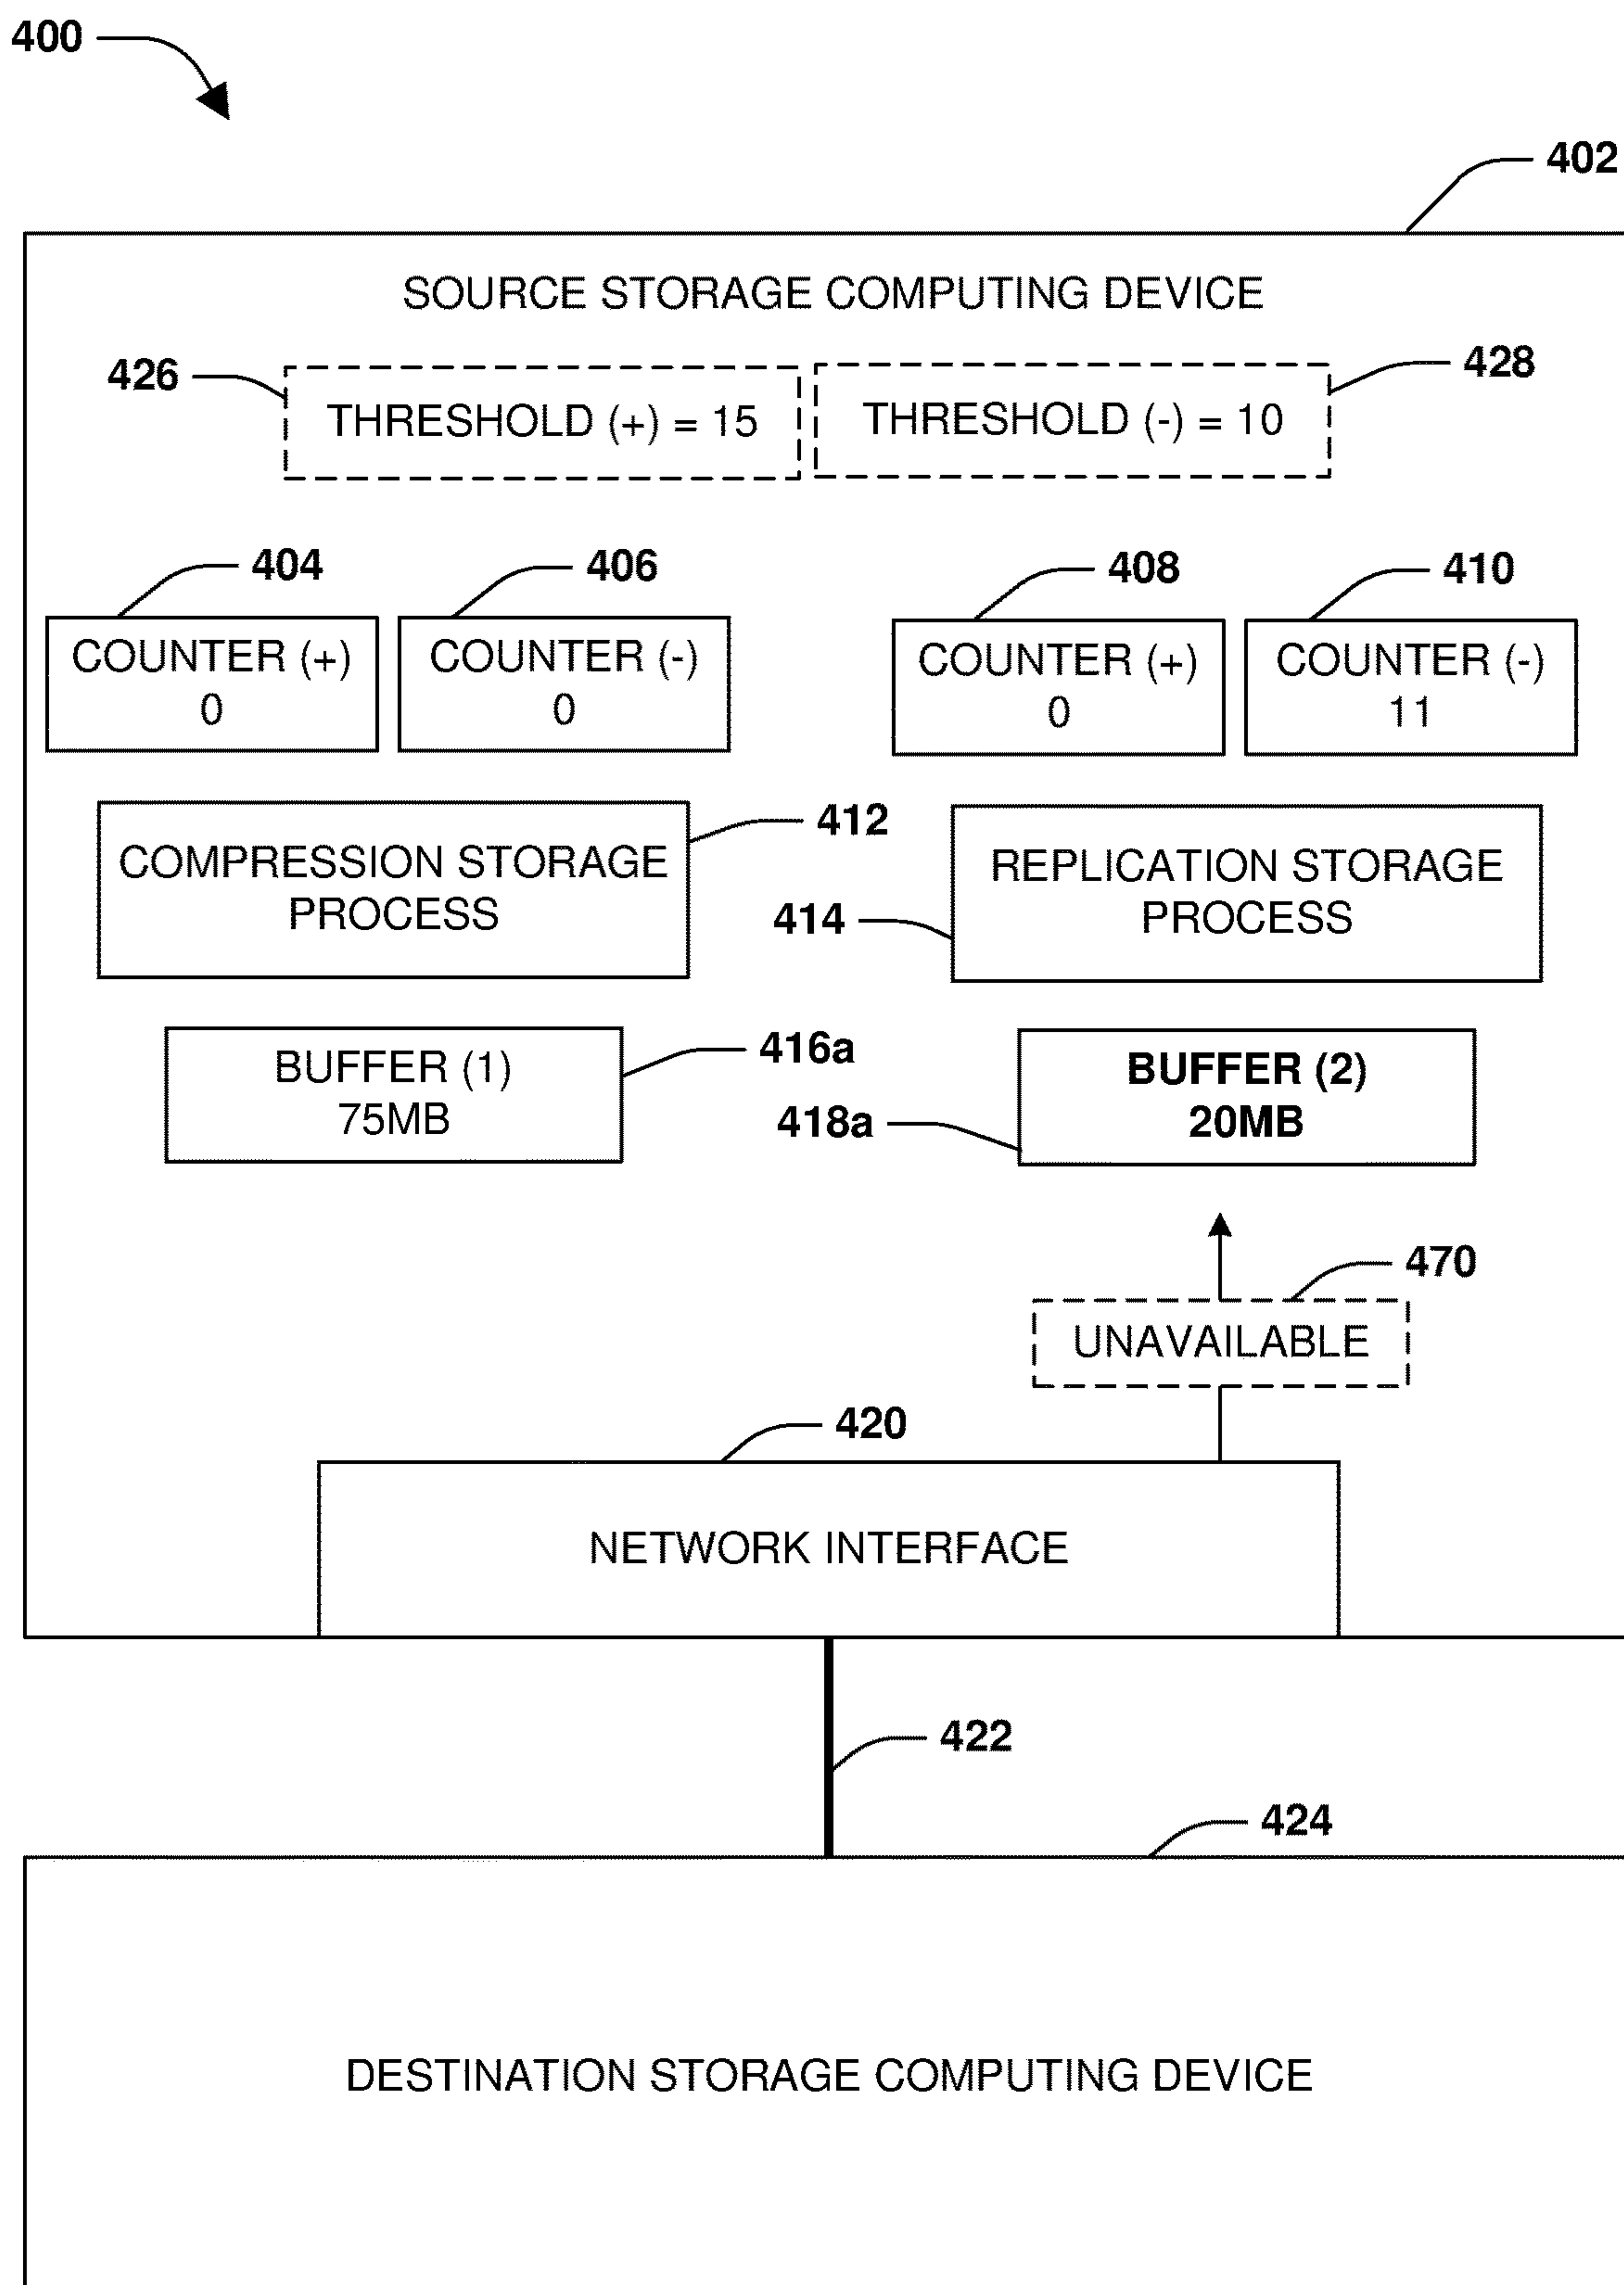 400
402
SOURCE STORAGE COMPUTING DEVICE
426
428
THRESHOLD (+) = 15
THRESHOLD (-) = 10
404
406
408
410
COUNTER (+)
0
COUNTER (-)
0
COUNTER (+)
0
COUNTER (-)
11
412
COMPRESSION STORAGE
PROCESS
414
REPLICATION STORAGE
PROCESS
416a
BUFFER (1)
75MB
418a
BUFFER (2)
20MB
470
UNAVAILABLE
420
NETWORK INTERFACE
422
424
DESTINATION STORAGE COMPUTING DEVICE